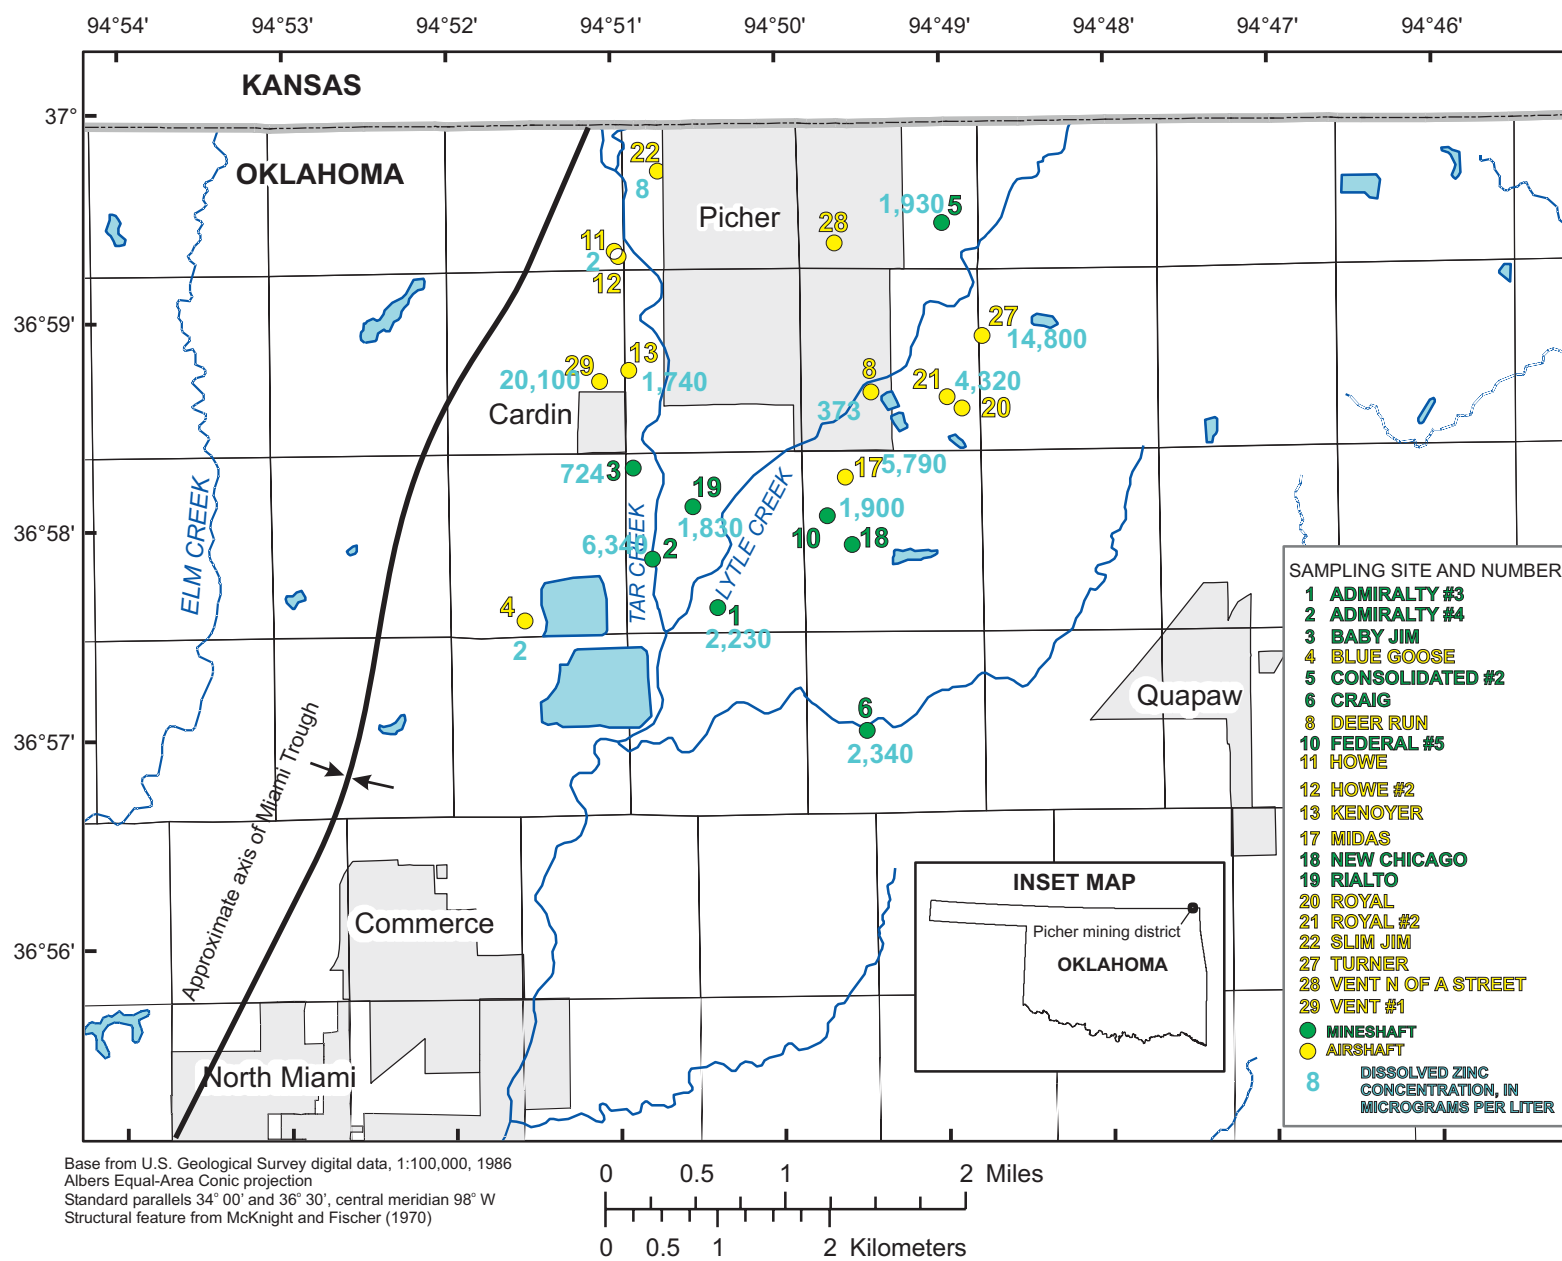 94°54' 94°53' 94°52' 94°51' 94°50' 94°49' 94°48' 94°47' 94°46'
KANSAS
37°
OKLAHOMA
22
8
Picher
1,930 5
28
11
2
12
36°59'
27
14,800
13
29
20,100
1,740
Cardin
8
373
21
4,320
20
724 3
17
5,790
19
1,830
1,900
10
18
36°58'
ELM CREEK
TAR CREEK
LYTLE CREEK
6,340
2
4
2
1
2,230
Quapaw
6
2,340
36°57'
Approximate axis of Miami Trough
Commerce
36°56'
North Miami
INSET MAP
Picher mining district
OKLAHOMA
SAMPLING SITE AND NUMBER
1 ADMIRALTY #3
2 ADMIRALTY #4
3 BABY JIM
4 BLUE GOOSE
5 CONSOLIDATED #2
6 CRAIG
8 DEER RUN
10 FEDERAL #5
11 HOWE
12 HOWE #2
13 KENOYER
17 MIDAS
18 NEW CHICAGO
19 RIALTO
20 ROYAL
21 ROYAL #2
22 SLIM JIM
27 TURNER
28 VENT N OF A STREET
29 VENT #1
MINESHAFT
AIRSHAFT
8 DISSOLVED ZINC
CONCENTRATION, IN
MICROGRAMS PER LITER
Base from U.S. Geological Survey digital data, 1:100,000, 1986
Albers Equal-Area Conic projection
Standard parallels 34° 00' and 36° 30', central meridian 98° W
Structural feature from McKnight and Fischer (1970)
0 0.5 1 2 Miles
0 0.5 1 2 Kilometers